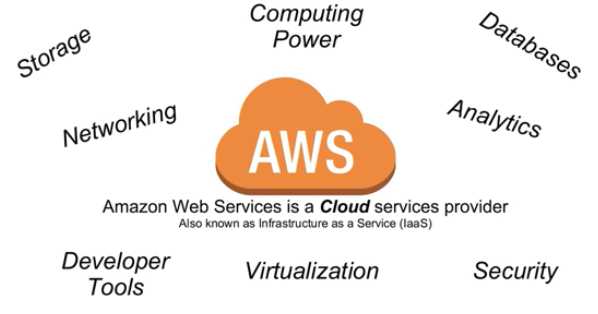 Storage
Computing
Power
Databases
Networking
Analytics
AWS
Amazon Web Services is a Cloud services provider
Also known as Infrastructure as a Service (IaaS)
Developer
Tools
Virtualization
Security